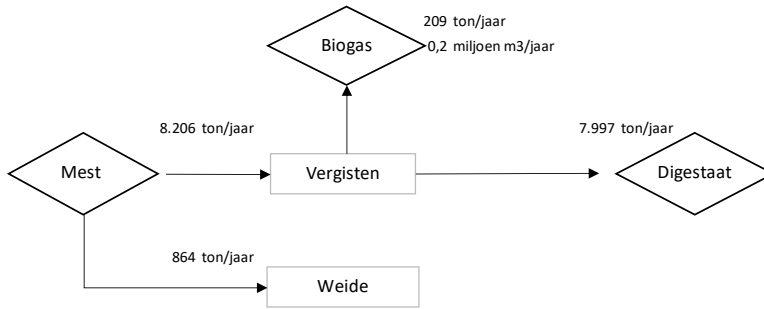 209 ton/jaar
Biogas
0,2 miljoen m3/jaar
8.206 ton/jaar
7.997 ton/jaar
Mest
Vergisten
Digestaat
864 ton/jaar
Weide